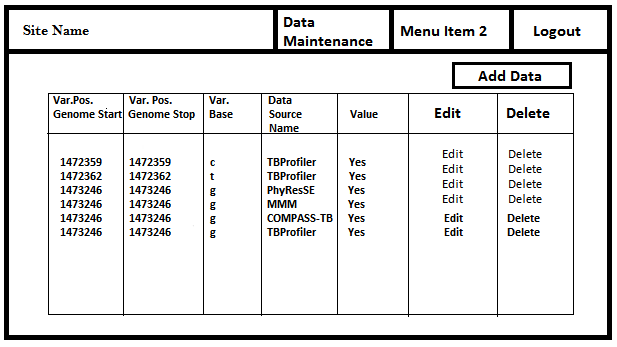 Site Name
Data
Maintenance
Menu Item 2
Logout
Add Data
Var.Pos.
Genome Start
Var. Pos.
Genome Stop
Var.
Base
Data
Source
Name
Value
Edit
Delete
1472359 1472359 c TBProfiler Yes Edit Delete
1472362 1472362 t TBProfiler Yes Edit Delete
1473246 1473246 g PhyResSE Yes Edit Delete
1473246 1473246 g MMM Yes Edit Delete
1473246 1473246 g COMPASS-TB Yes Edit Delete
1473246 1473246 g TBProfiler Yes Edit Delete